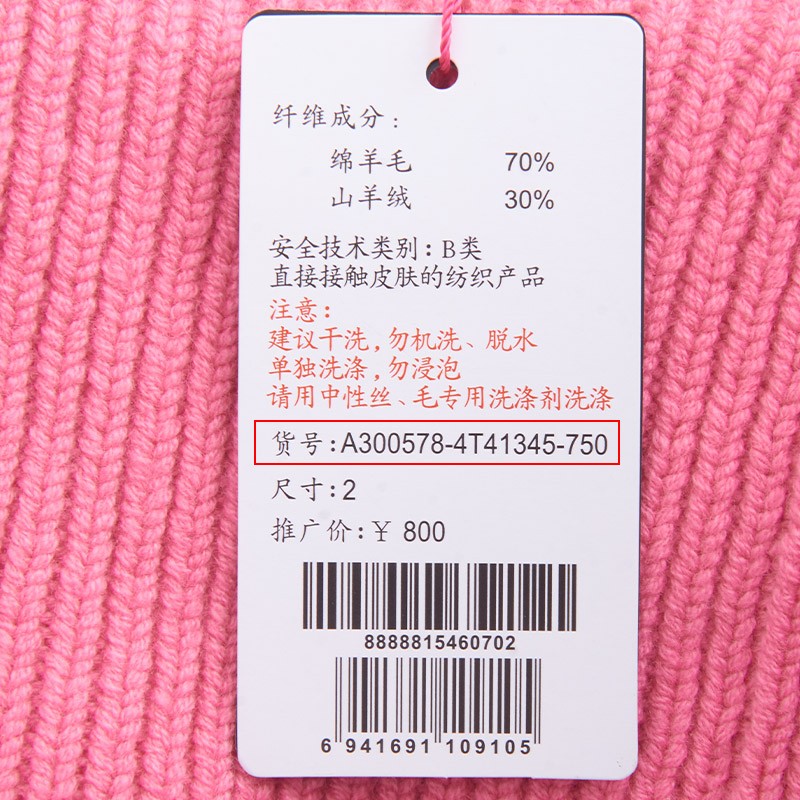 纤维成分：
绵羊毛 70%
山羊绒 30%
安全技术类别：B类
直接接触皮肤的纺织产品
注意：
建议干洗，勿机洗、脱水
单独洗涤，勿浸泡
请用中性丝、毛专用洗涤剂洗涤
货号：A300578-4T41345-750
尺寸：2
推广价：¥ 800
8888815460702
6 941691 109105